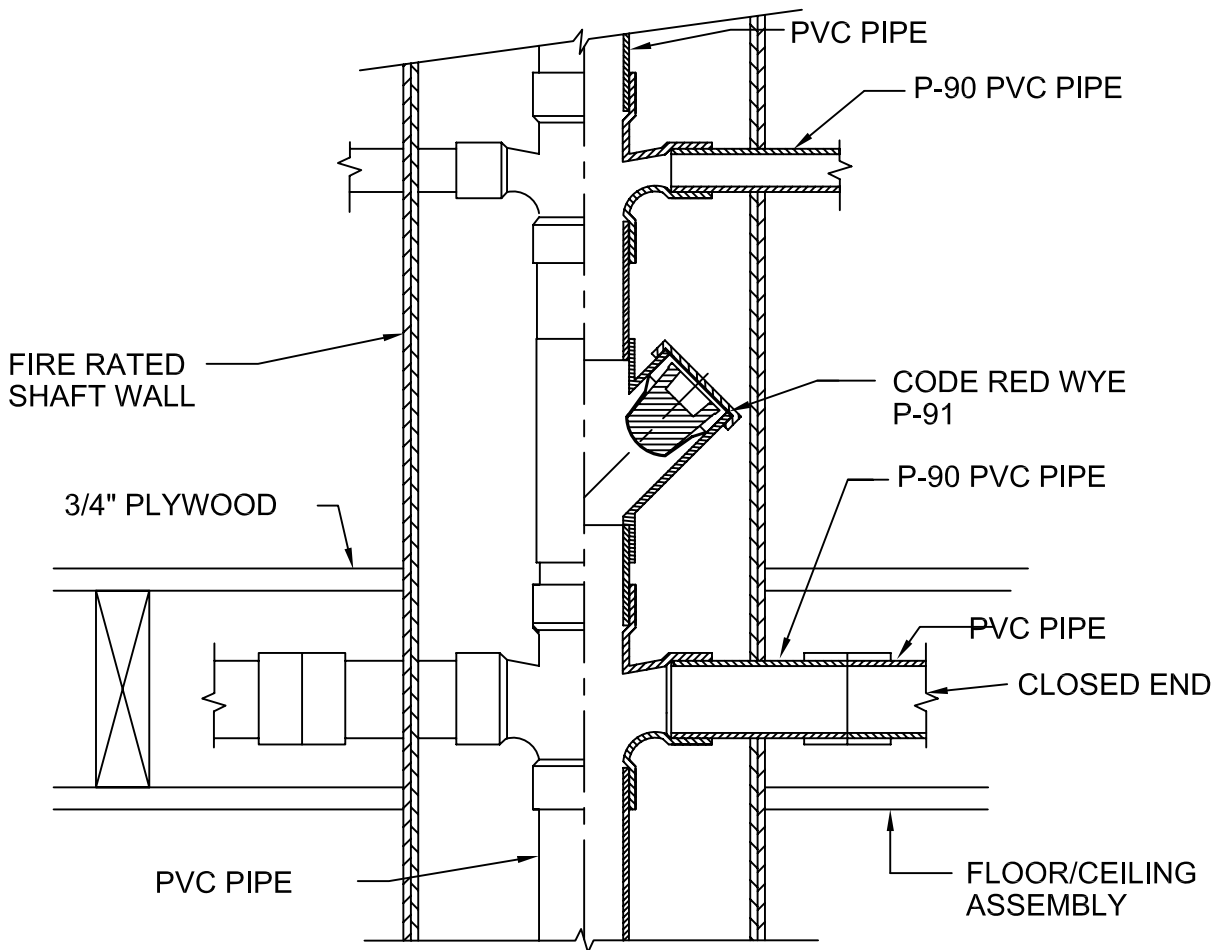 PVC PIPE
P-90 PVC PIPE
FIRE RATED
SHAFT WALL
CODE RED WYE
P-91
P-90 PVC PIPE
3/4" PLYWOOD
PVC PIPE
CLOSED END
PVC PIPE
FLOOR/CEILING
ASSEMBLY